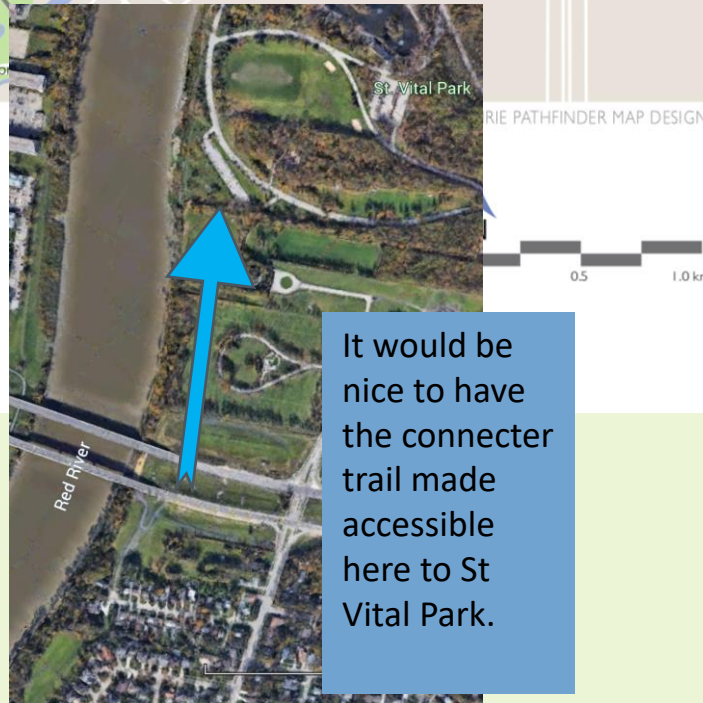 St. Vital Park
RIE PATHFINDER MAP DESIGN
0.5
1.0 km
Red River
It would be
nice to have
the connecter
trail made
accessible
here to St
Vital Park.